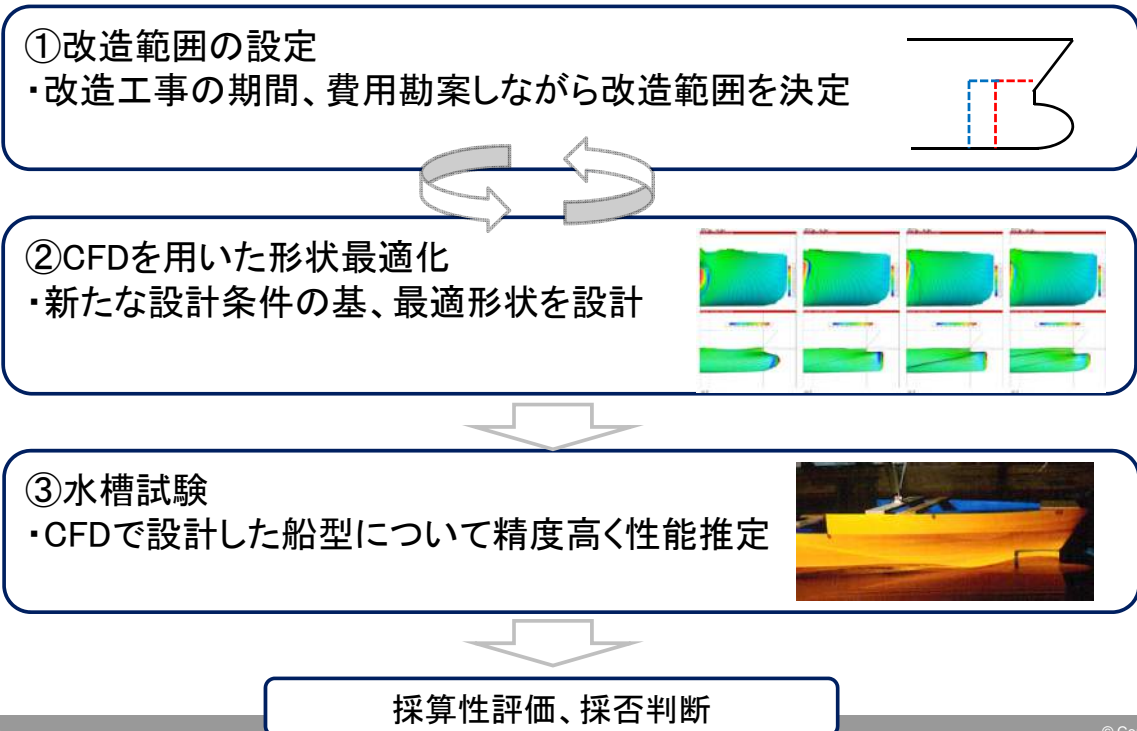 ①改造範囲の設定
・改造工事の期間、費用勘案しながら改造範囲を決定
②CFDを用いた形状最適化
・新たな設計条件の基、最適形状を設計
③水槽試験
・CFDで設計した船型について精度高く性能推定
採算性評価、採否判断